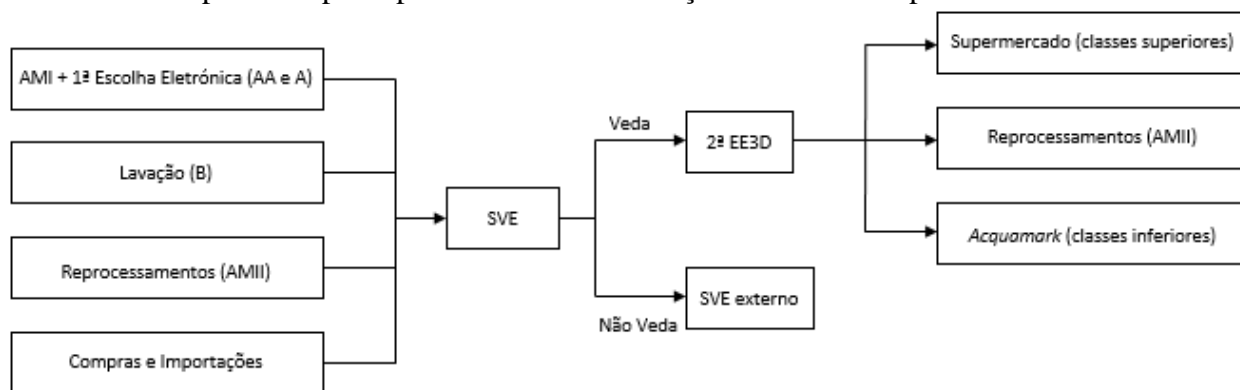 AMI + 1ª Escolha Eletrónica (AA e A)
Lavação (B)
Reprocessamentos (AMII)
Compras e Importações
SVE
Veda
Não Veda
2ª EE3D
SVE externo
Supermercado (classes superiores)
Reprocessamentos (AMII)
Acquamark (classes inferiores)